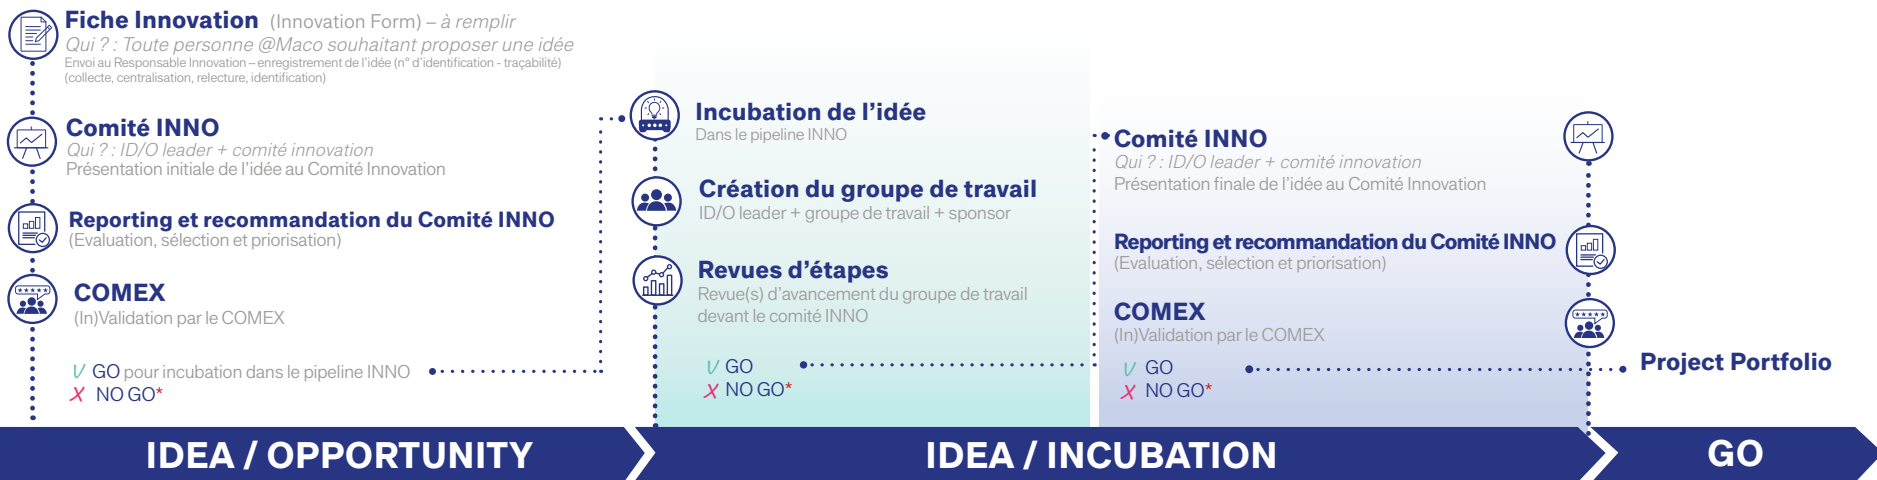 Fiche Innovation (Innovation Form) – à remplir
Qui ? : Toute personne @Maco souhaitant proposer une idée
Envoi au Responsable Innovation – enregistrement de l'idée (n° d'identification - traçabilité)
(collecte, centralisation, relecture, identification)
Comité INNO
Qui ? : ID/O leader + comité innovation
Présentation initiale de l'idée au Comité Innovation
Reporting et recommandation du Comité INNO
(Evaluation, sélection et priorisation)
COMEX
(In)Validation par le COMEX
V GO pour incubation dans le pipeline INNO
X NO GO*
Incubation de l'idée
Dans le pipeline INNO
Création du groupe de travail
ID/O leader + groupe de travail + sponsor
Revues d'étapes
Revue(s) d'avancement du groupe de travail
devant le comité INNO
V GO
X NO GO*
Comité INNO
Qui ? : ID/O leader + comité innovation
Présentation finale de l'idée au Comité Innovation
Reporting et recommandation du Comité INNO
(Evaluation, sélection et priorisation)
COMEX
(In)Validation par le COMEX
V GO
X NO GO*
Project Portfolio
IDEA / OPPORTUNITY
IDEA / INCUBATION
GO